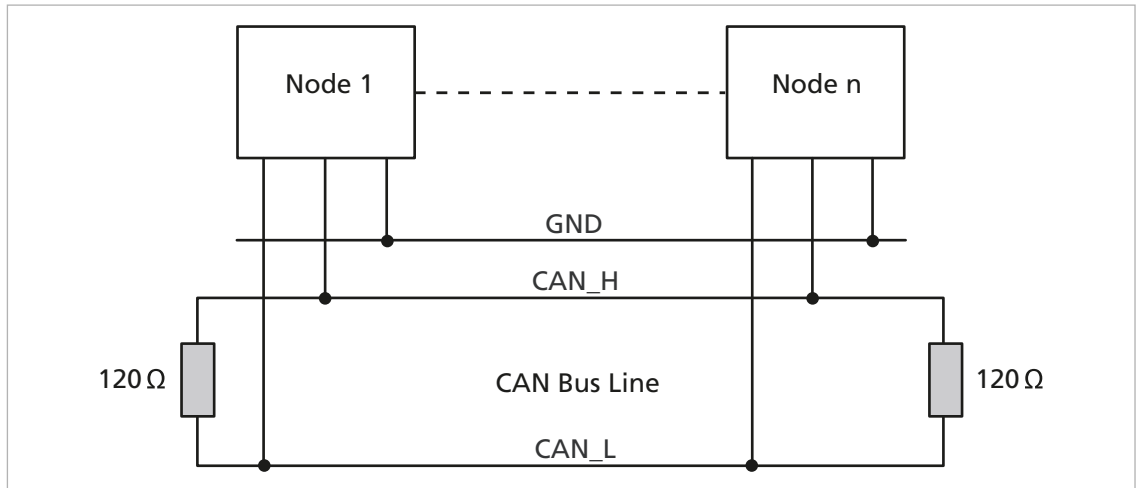 Node 1
Node n
GND
CAN_H
120 Ω
CAN Bus Line
120 Ω
CAN_L